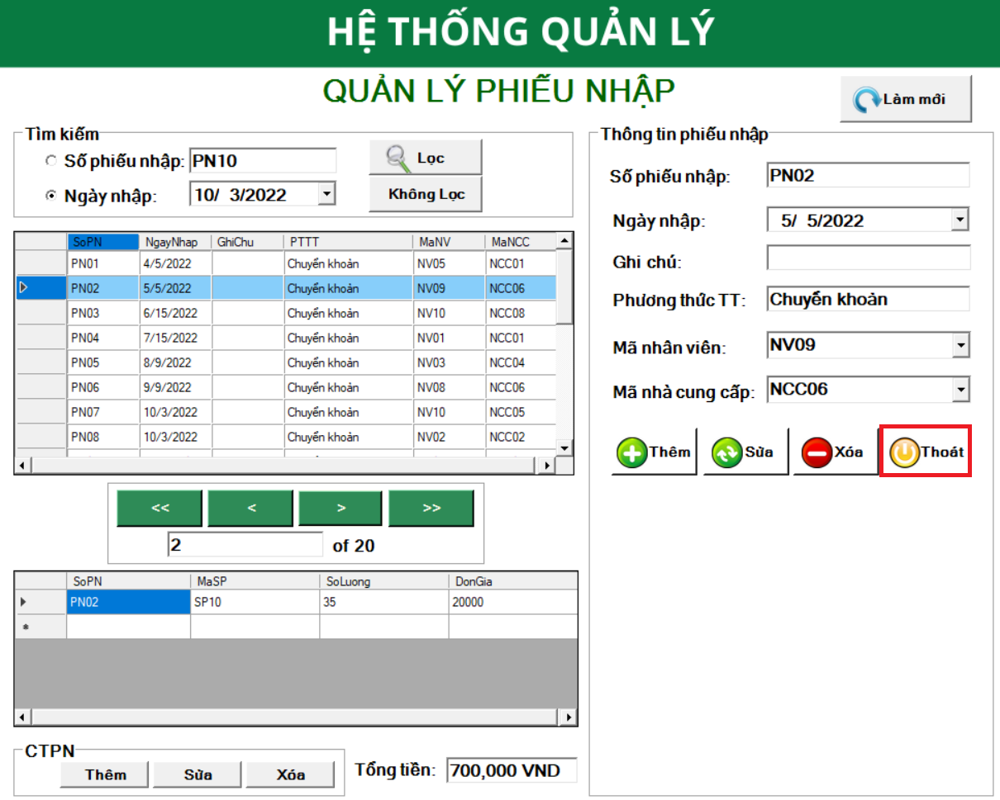 HỆ THỐNG QUẢN LÝ
QUẢN LÝ PHIẾU NHẬP
Làm mới
Tìm kiếm
Số phiếu nhập: PN10
Lọc
Ngày nhập: 10/ 3/2022
Không Lọc
SoPN NgayNhap GhiChu PTTT MaNV MaNCC
PN01 4/5/2022 Chuyển khoản NV05 NCC01
PN02 5/5/2022 Chuyển khoản NV09 NCC06
PN03 6/15/2022 Chuyển khoản NV10 NCC08
PN04 7/15/2022 Chuyển khoản NV01 NCC01
PN05 8/9/2022 Chuyển khoản NV03 NCC04
PN06 9/9/2022 Chuyển khoản NV08 NCC06
PN07 10/3/2022 Chuyển khoản NV10 NCC05
PN08 10/3/2022 Chuyển khoản NV02 NCC02
<< < > >>
2 of 20
SoPN MaSP SoLuong DonGia
PN02 SP10 35 20000
CTPN
Thêm Sửa Xóa
Tổng tiền: 700,000 VND
Thông tin phiếu nhập
Số phiếu nhập: PN02
Ngày nhập: 5/ 5/2022
Ghi chú:
Phương thức TT: Chuyển khoản
Mã nhân viên: NV09
Mã nhà cung cấp: NCC06
Thêm Sửa Xóa Thoát